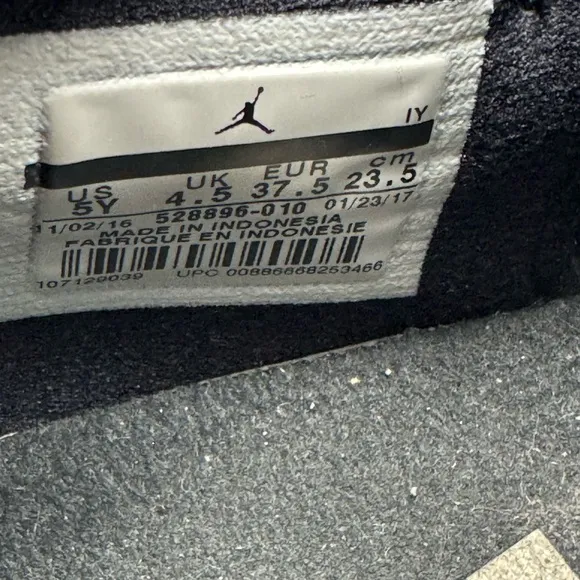 IY
US UK EUR cm
5Y 4.5 37.5 23.5
11/02/16 528896-010 01/23/17
MADE IN INDONESIA
FABRIQUE EN INDONESIE
107129039 UPC 00886668253466